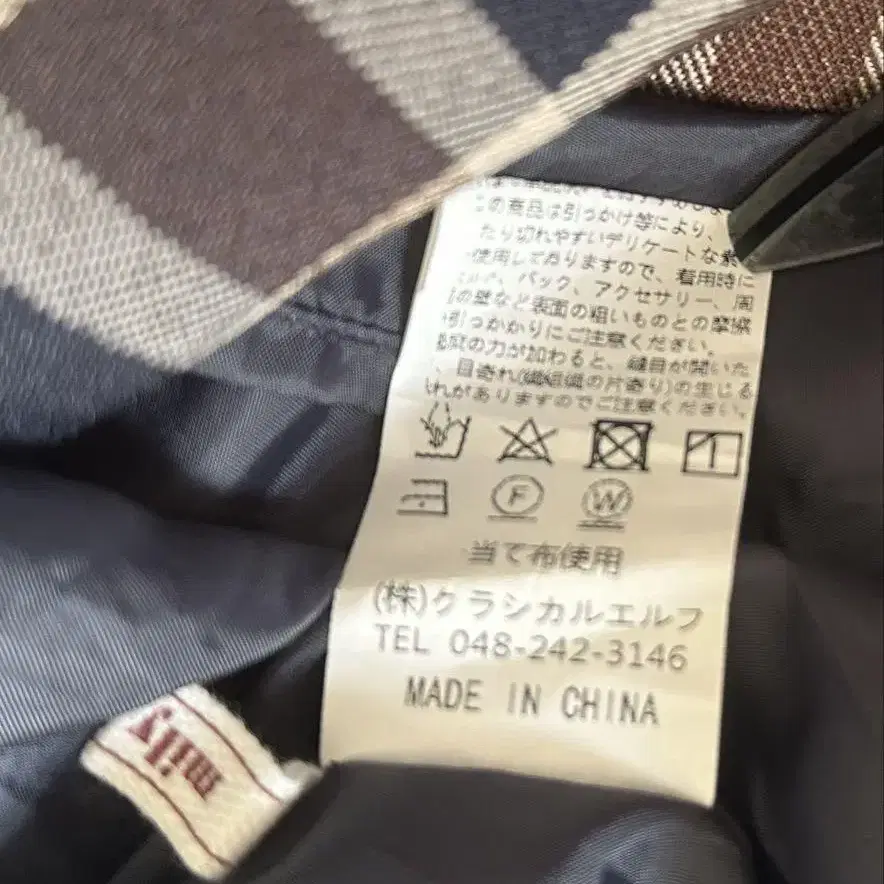 この商品は引っかけ等により、
たり切れやすいデリケートな素
使用しておりますので、着用時に
バック、アクセサリー、周
の壁など表面の粗いものとの摩擦
引っかかりにご注意ください。
の力が加わると、縫目が開いた
、目寄れ(織組織の片寄り)の生じる
れがありますのでご注意ください。
F
W
当て布使用
(株)クラシカルエルフ
TEL 048-242-3146
MADE IN CHINA
mily